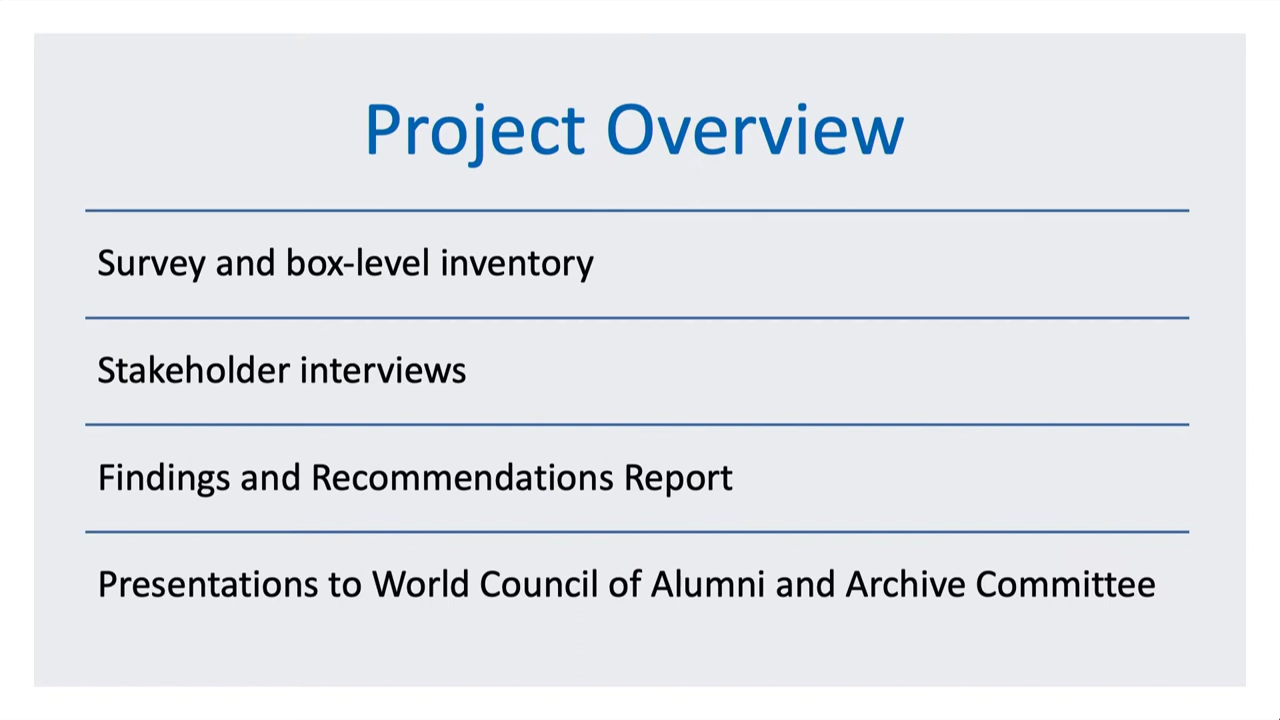 Project Overview
Survey and box-level inventory
Stakeholder interviews
Findings and Recommendations Report
Presentations to World Council of Alumni and Archive Committee